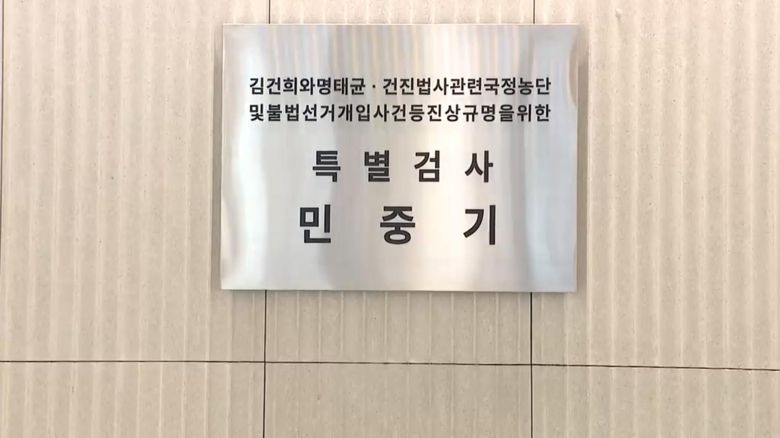 김건희와명태균·건진법사관련국정농단
및불법선거개입사건등진상규명을위한
특별검사
민중기